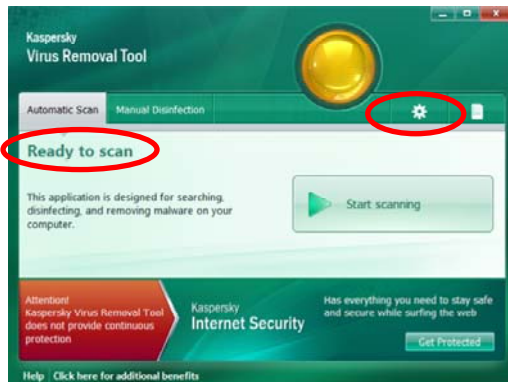 Kaspersky
Virus Removal Tool
Automatic Scan
Manual Disinfection
Ready to scan
This application is designed for searching,
disinfecting, and removing malware on your
computer.
Start scanning
Attention!
Kaspersky Virus Removal Tool
does not provide continuous
protection
Kaspersky
Internet Security
Has everything you need to stay safe
and secure while surfing the web
Get Protected
Help
Click here for additional benefits